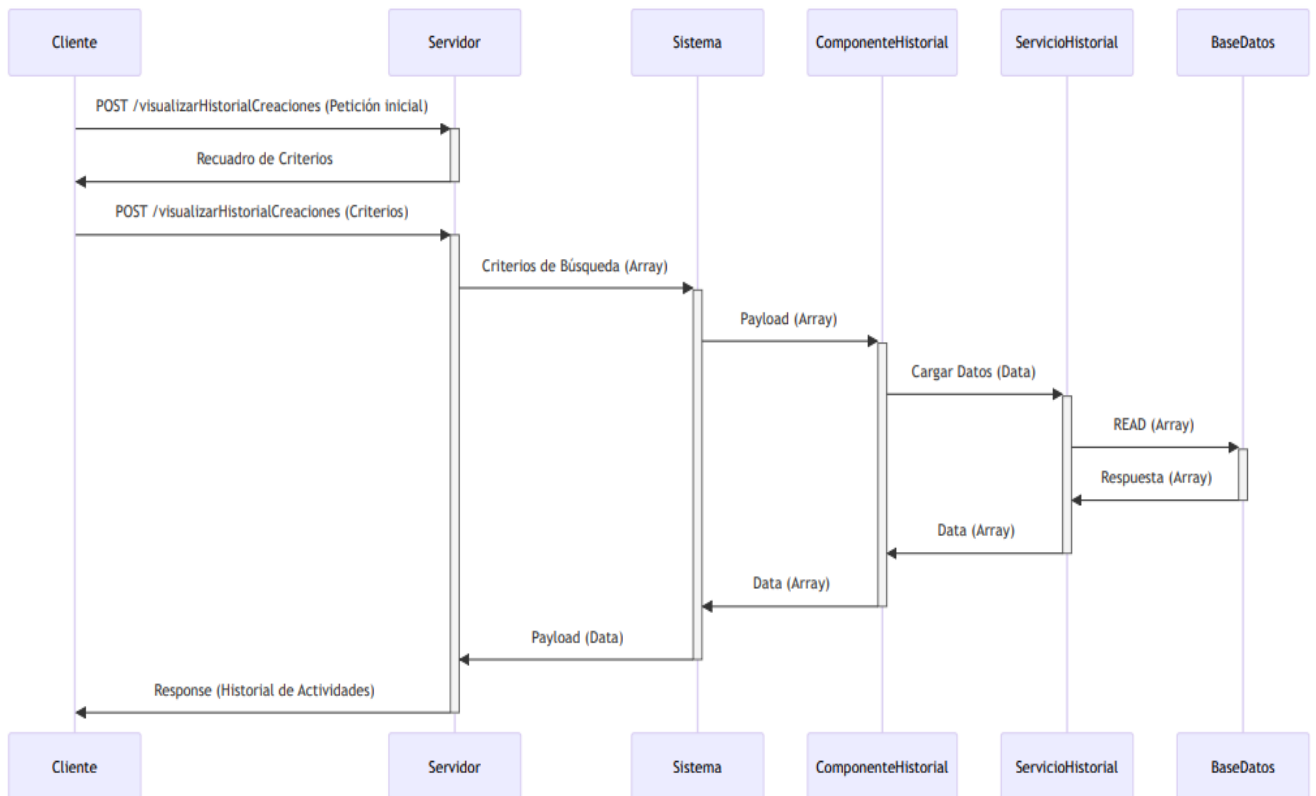 Cliente
Servidor
Sistema
ComponenteHistorial
ServicioHistorial
BaseDatos
POST /visualizarHistorialCreaciones (Petición inicial)
Recuadro de Criterios
POST /visualizarHistorialCreaciones (Criterios)
Criterios de Búsqueda (Array)
Payload (Array)
Cargar Datos (Data)
READ (Array)
Respuesta (Array)
Data (Array)
Data (Array)
Payload (Data)
Response (Historial de Actividades)
Cliente
Servidor
Sistema
ComponenteHistorial
ServicioHistorial
BaseDatos